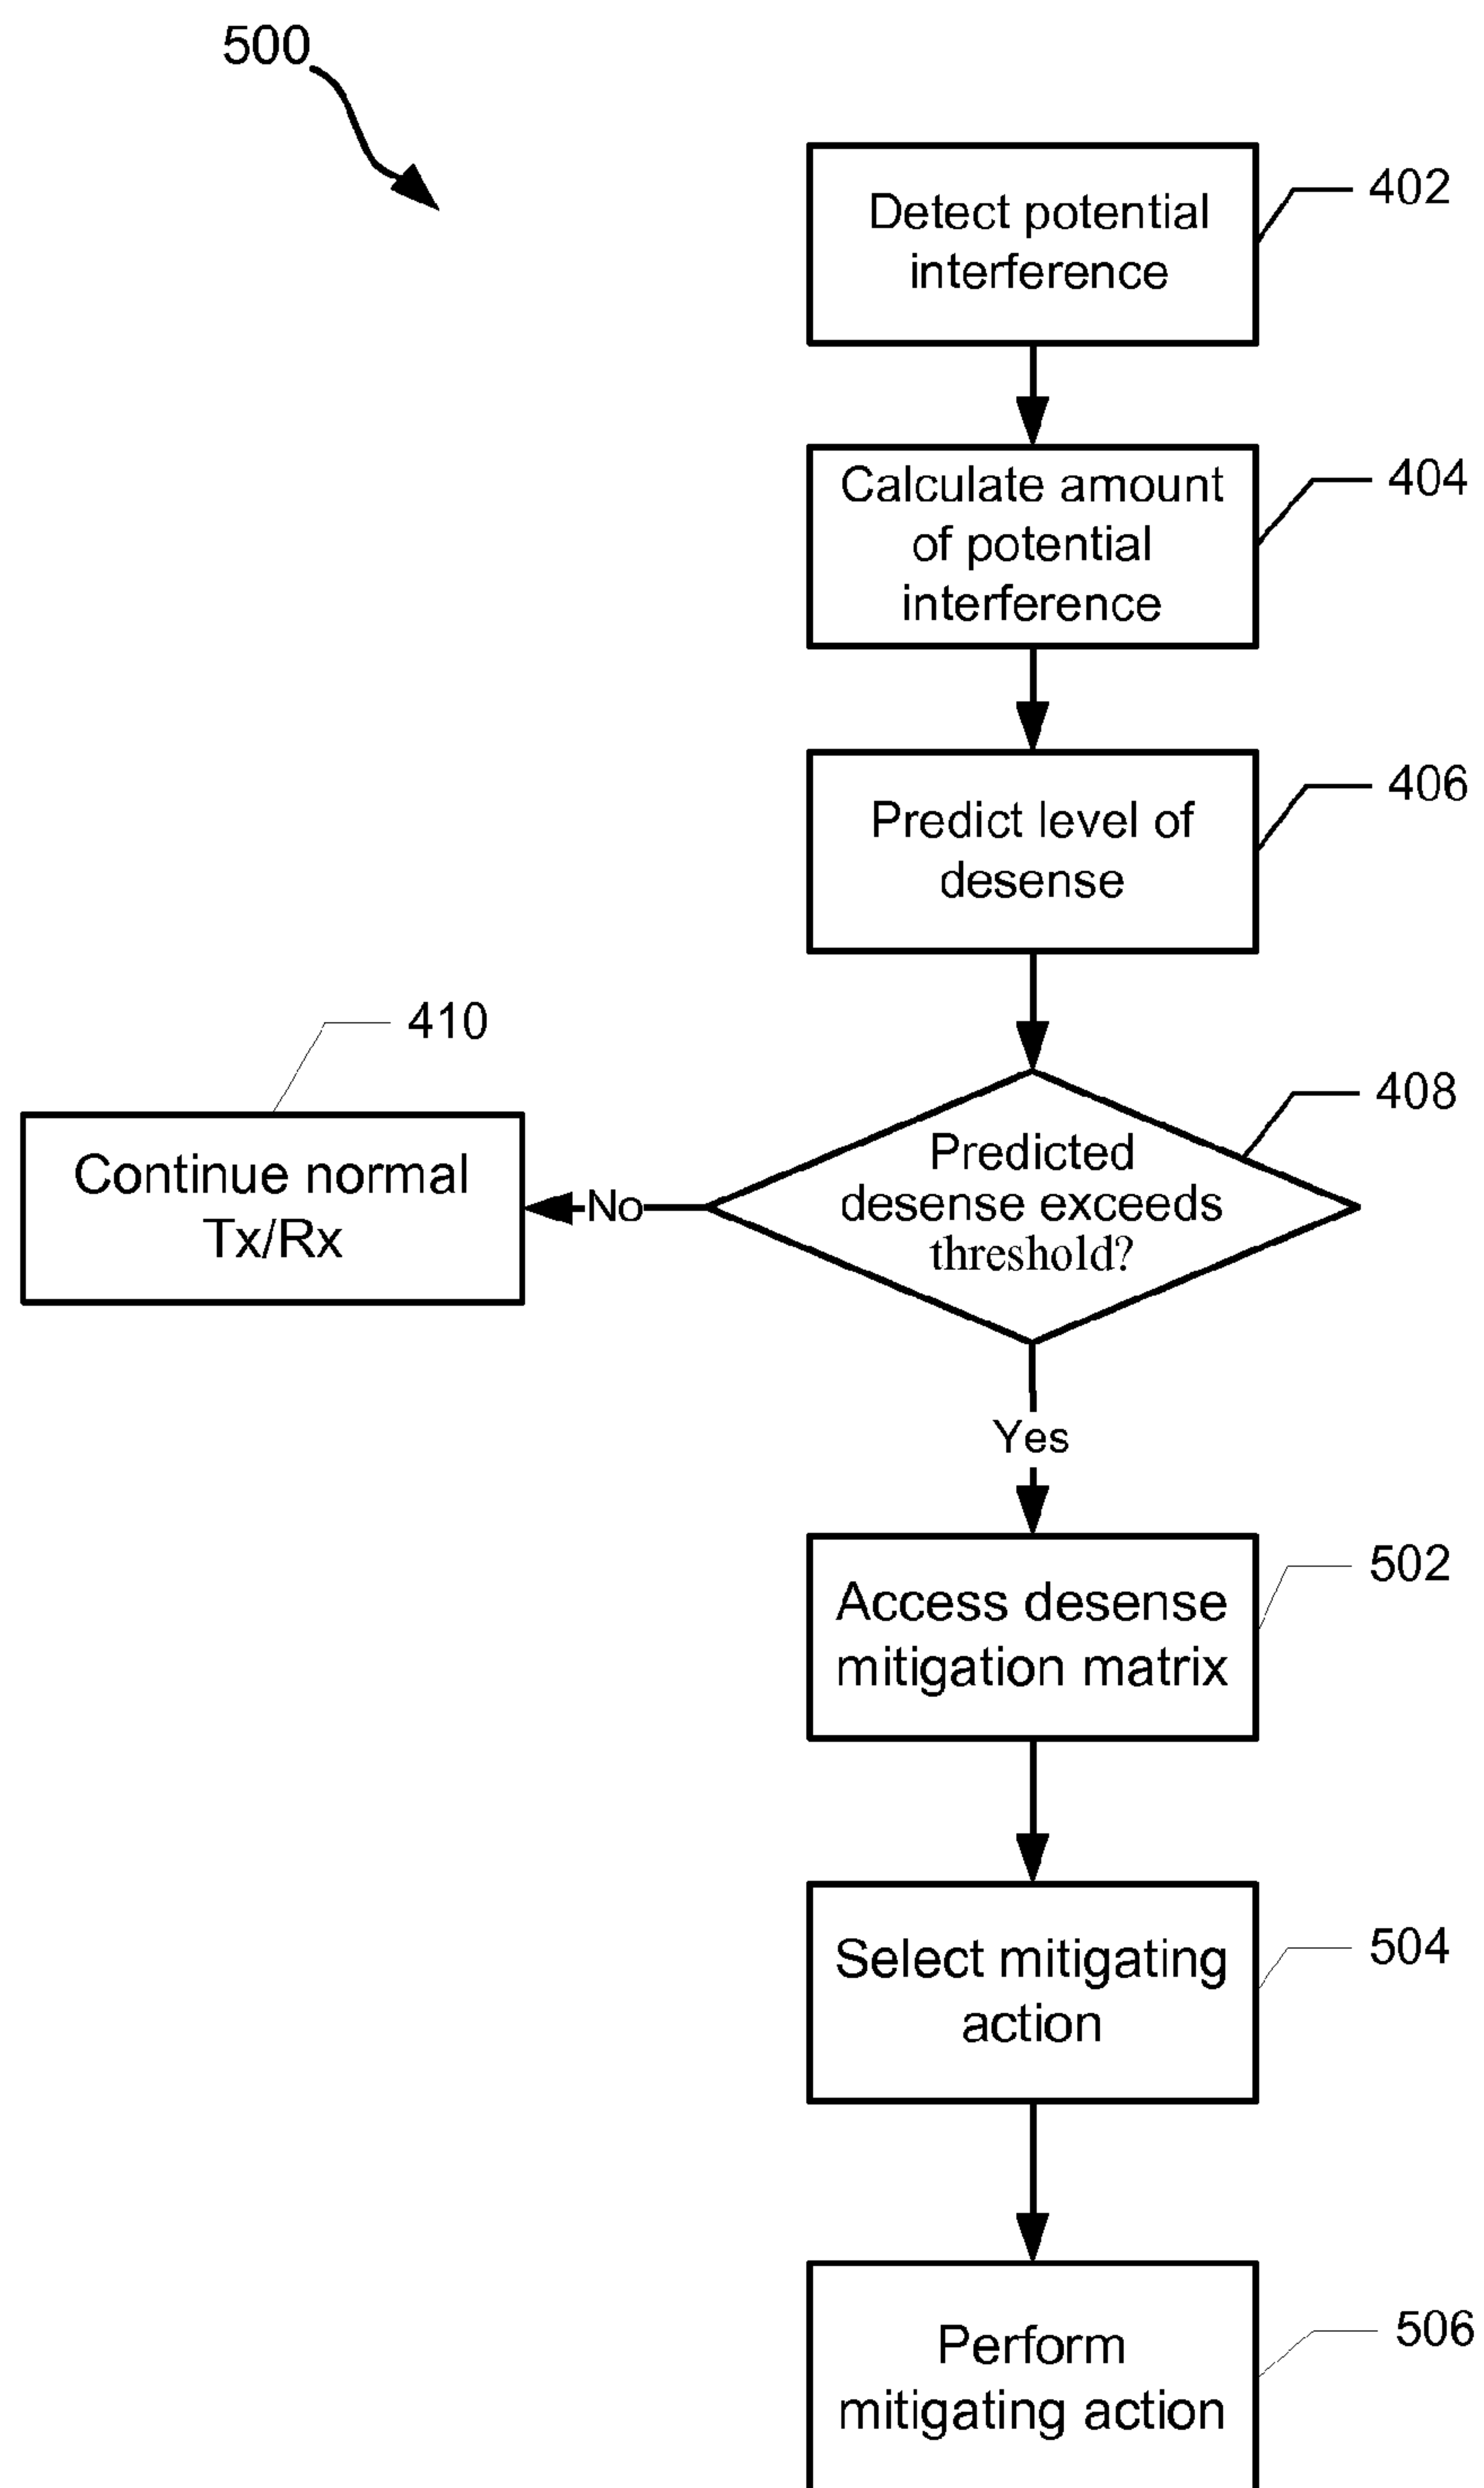 500
Detect potential
interference
402
Calculate amount
of potential
interference
404
Predict level of
desense
406
410
Continue normal
Tx/Rx
No
Predicted
desense exceeds
threshold?
408
Yes
Access desense
mitigation matrix
502
Select mitigating
action
504
Perform
mitigating action
506